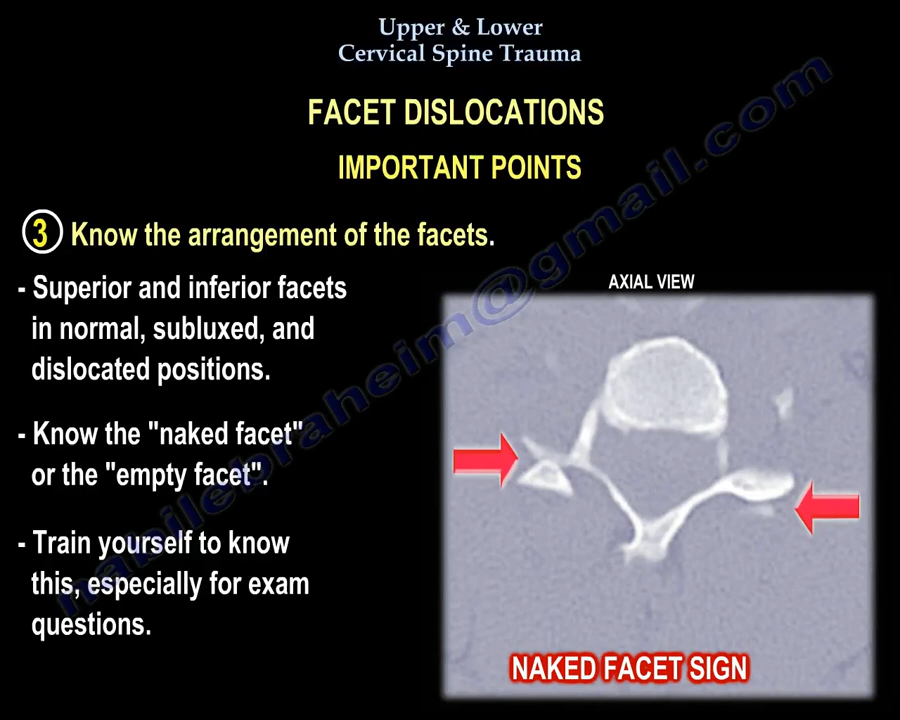 Upper & Lower
Cervical Spine Trauma
FACET DISLOCATIONS
IMPORTANT POINTS
3 Know the arrangement of the facets.
- Superior and inferior facets
in normal, subluxed, and
dislocated positions.
- Know the "naked facet"
or the "empty facet".
- Train yourself to know
this, especially for exam
questions.
AXIAL VIEW
NAKED FACET SIGN
nabilebraheim@gmail.com